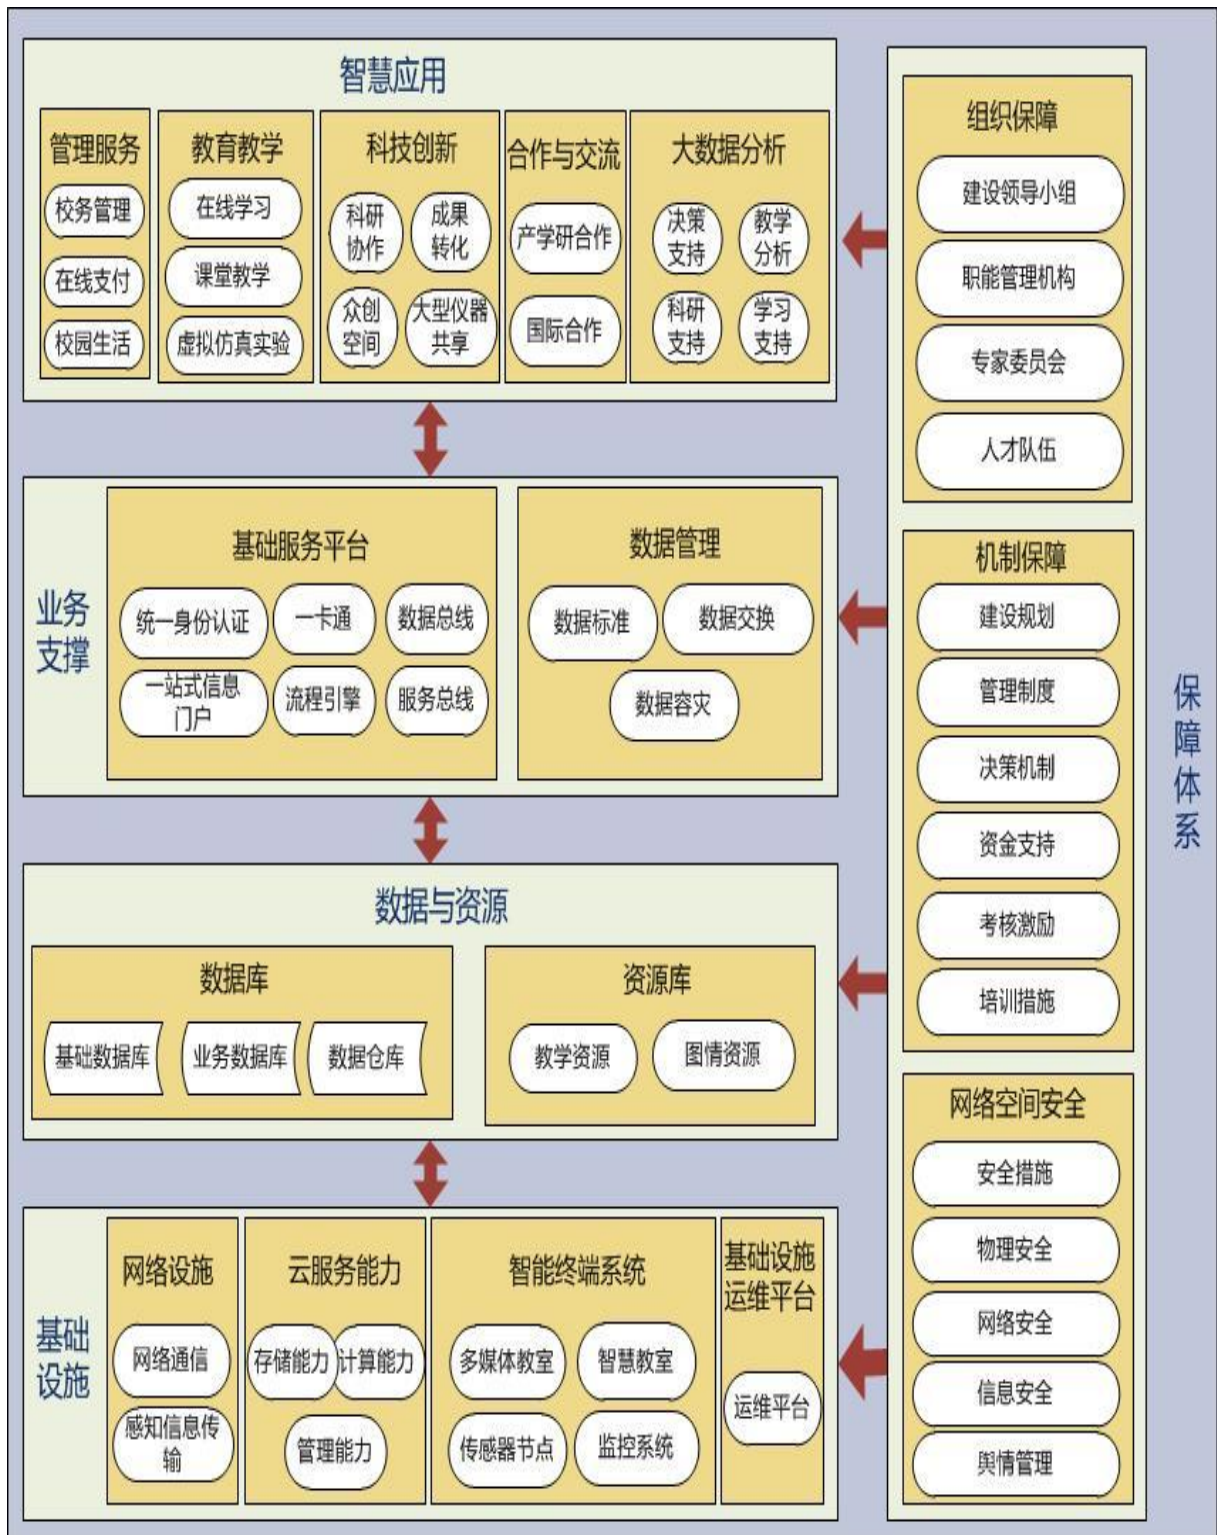 智慧应用
管理服务
校务管理
在线支付
校园生活
教育教学
在线学习
课堂教学
虚拟仿真实验
科技创新
科研
协作
成果
转化
众创
空间
大型仪器
共享
合作与交流
产学研合作
国际合作
大数据分析
决策
支持
教学
分析
科研
支持
学习
支持
业务
支撑
基础服务平台
统一身份认证
一卡通
数据总线
一站式信息
门户
流程引擎
服务总线
数据管理
数据标准
数据交换
数据容灾
数据与资源
数据库
基础数据库
业务数据库
数据仓库
资源库
教学资源
图情资源
基础
设施
网络设施
网络通信
感知信息传
输
云服务能力
存储能力
计算能力
管理能力
智能终端系统
多媒体教室
智慧教室
传感器节点
监控系统
基础设施
运维平台
运维平台
组织保障
建设领导小组
职能管理机构
专家委员会
人才队伍
机制保障
建设规划
管理制度
决策机制
资金支持
考核激励
培训措施
网络空间安全
安全措施
物理安全
网络安全
信息安全
舆情管理
保
障
体
系